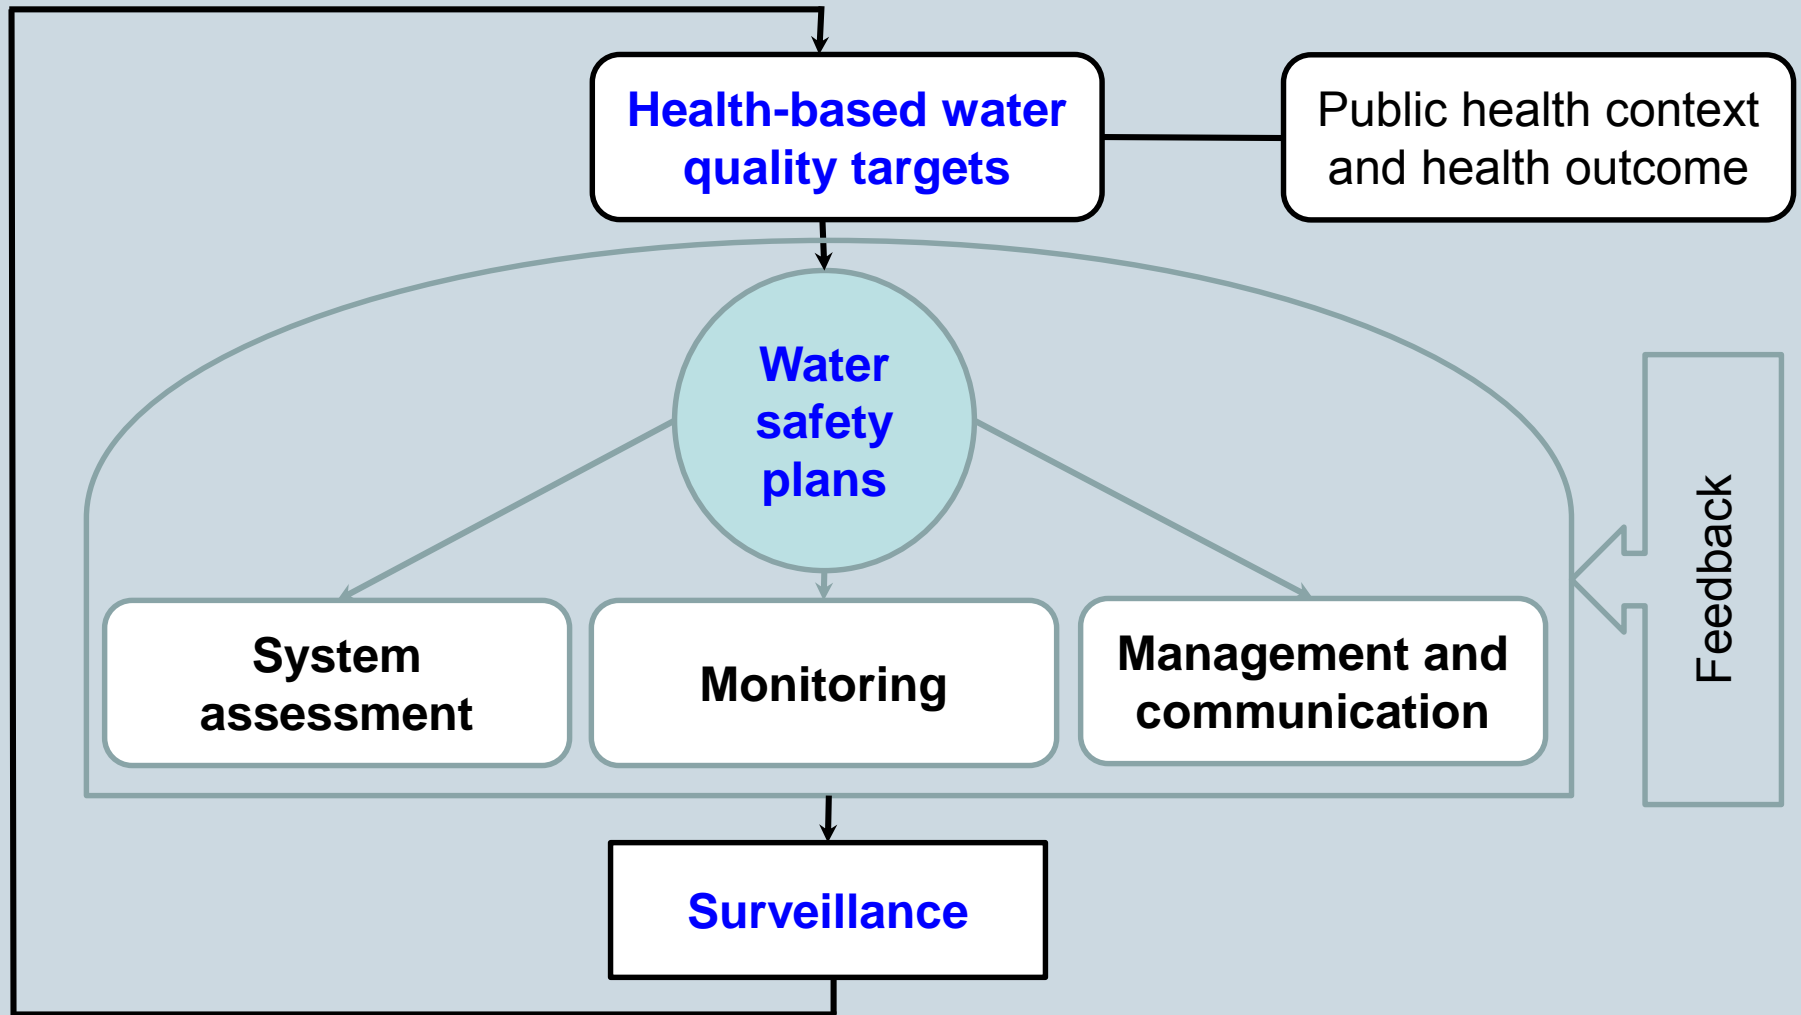 Health-based water
quality targets
Public health context
and health outcome
Water
safety
plans
System
assessment
Monitoring
Management and
communication
Feedback
Surveillance